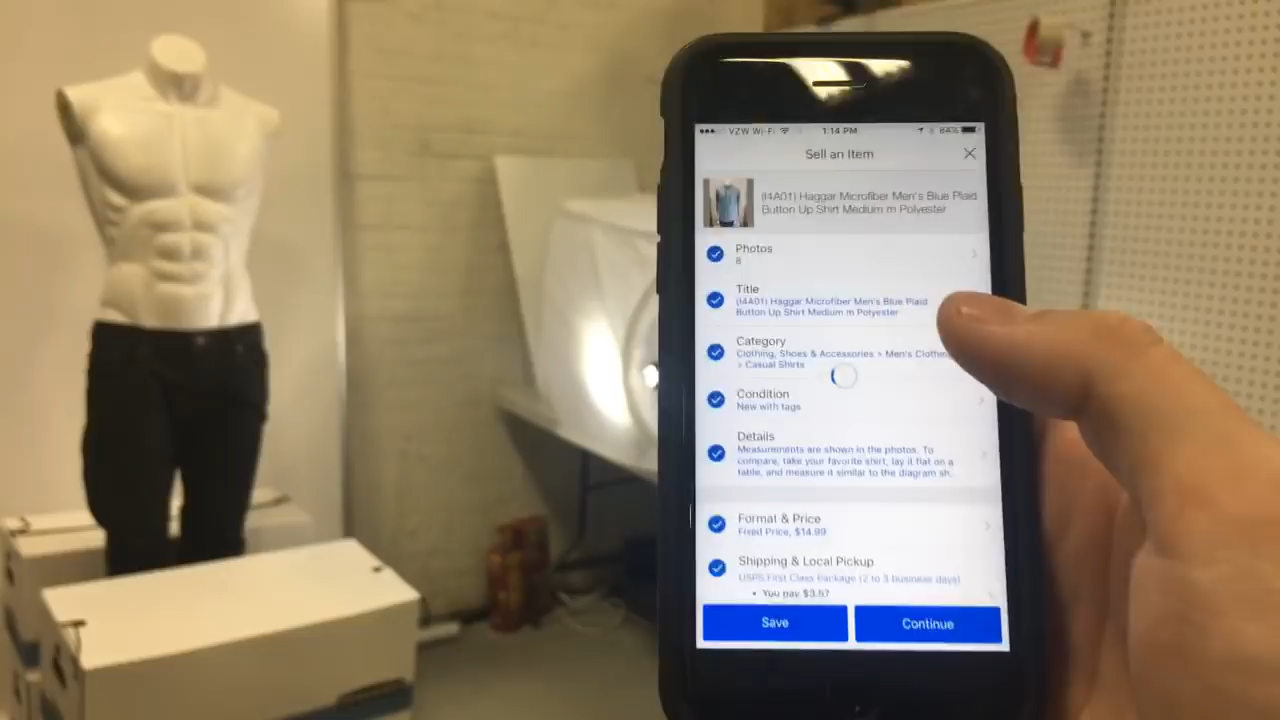 VZW Wi-Fi 1:14 PM 84%
Sell an Item
(I4A01) Haggar Microfiber Men's Blue Plaid
Button Up Shirt Medium m Polyester
Photos
8
Title
(I4A01) Haggar Microfiber Men's Blue Plaid
Button Up Shirt Medium m Polyester
Category
Clothing, Shoes & Accessories > Men's Clothing
> Casual Shirts
Condition
New with tags
Details
Measurements are shown in the photos. To
compare, take your favorite shirt, lay it flat on a
table, and measure it similar to the diagram sh...
Format & Price
Fixed Price, $14.99
Shipping & Local Pickup
USPS First Class Package (2 to 3 business days)
• You pay $3.57
Save
Continue